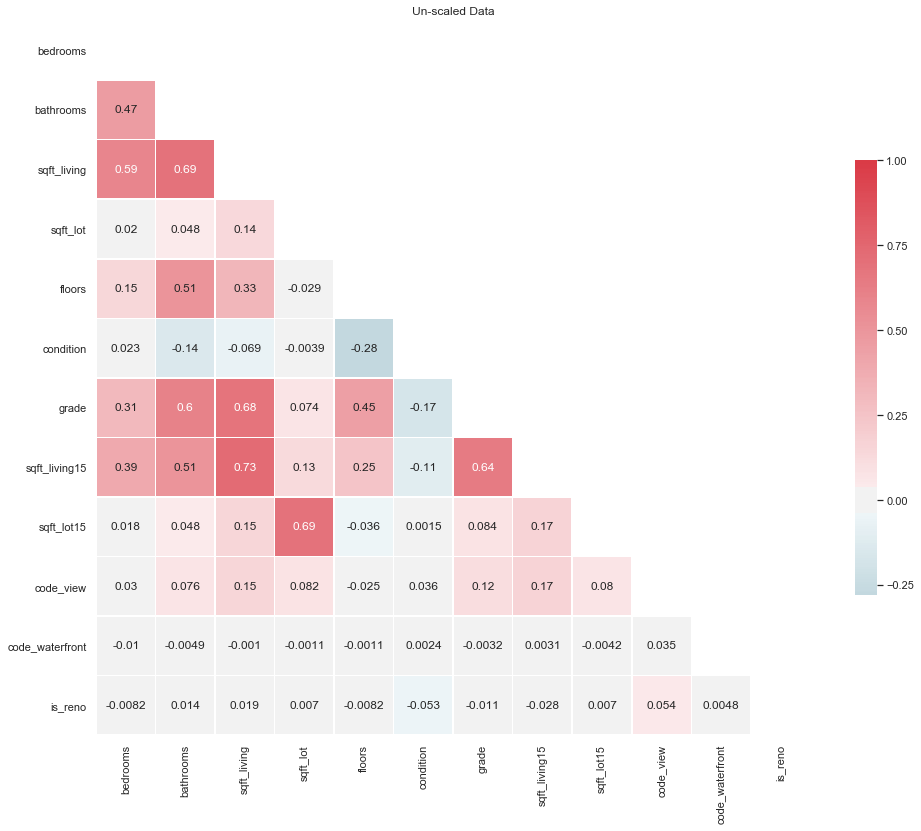 Un-scaled Data
bedrooms
bathrooms 0.47
sqft_living 0.59 0.69
1.00
sqft_lot 0.02 0.048 0.14
0.75
floors 0.15 0.51 0.33 -0.029
condition 0.023 -0.14 -0.069 -0.0039 -0.28
0.50
grade 0.31 0.6 0.68 0.074 0.45 -0.17
0.25
sqft_living15 0.39 0.51 0.73 0.13 0.25 -0.11 0.64
0.00
sqft_lot15 0.018 0.048 0.15 0.69 -0.036 0.0015 0.084 0.17
code_view 0.03 0.076 0.15 0.082 -0.025 0.036 0.12 0.17 0.08
-0.25
code_waterfront -0.01 -0.0049 -0.001 -0.0011 -0.0011 0.0024 -0.0032 0.0031 -0.0042 0.035
is_reno -0.0082 0.014 0.019 0.007 -0.0082 -0.053 -0.011 -0.028 0.007 0.054 0.0048
bedrooms
bathrooms
sqft_living
sqft_lot
floors
condition
grade
sqft_living15
sqft_lot15
code_view
code_waterfront
is_reno